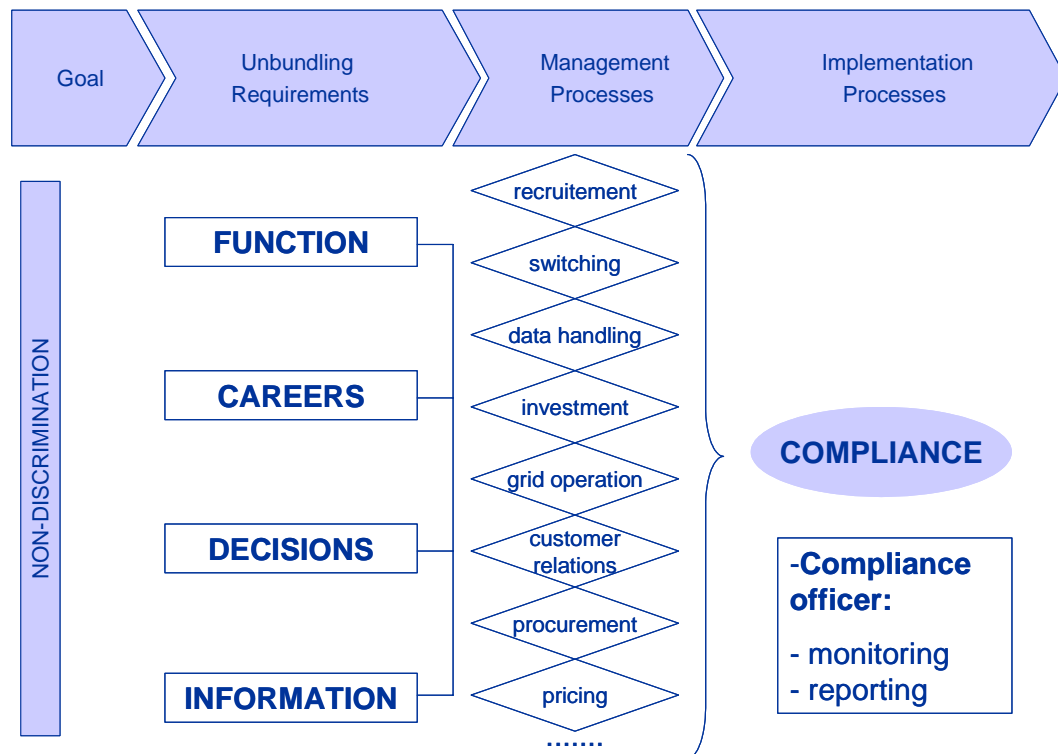 Goal
Unbundling
Requirements
Management
Processes
Implementation
Processes
NON-DISCRIMINATION
FUNCTION
CAREERS
DECISIONS
INFORMATION
recruitement
switching
data handling
investment
grid operation
customer
relations
procurement
pricing
.......
COMPLIANCE
-Compliance
officer:
- monitoring
- reporting